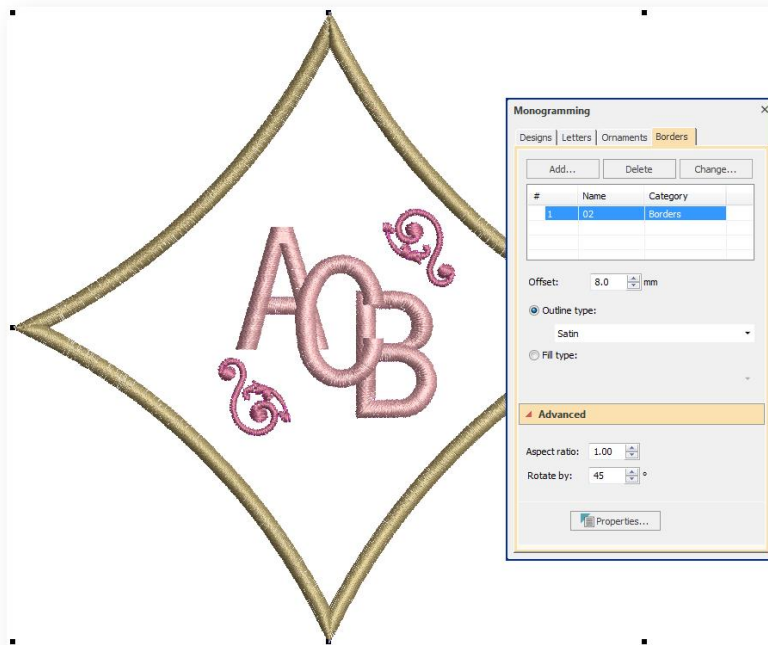 AOB
Monogramming
Designs Letters Ornaments Borders
Add... Delete Change...
# Name Category
1 02 Borders
Offset: 8.0 mm
Outline type:
Satin
Fill type:
Advanced
Aspect ratio: 1.00
Rotate by: 45 °
Properties...